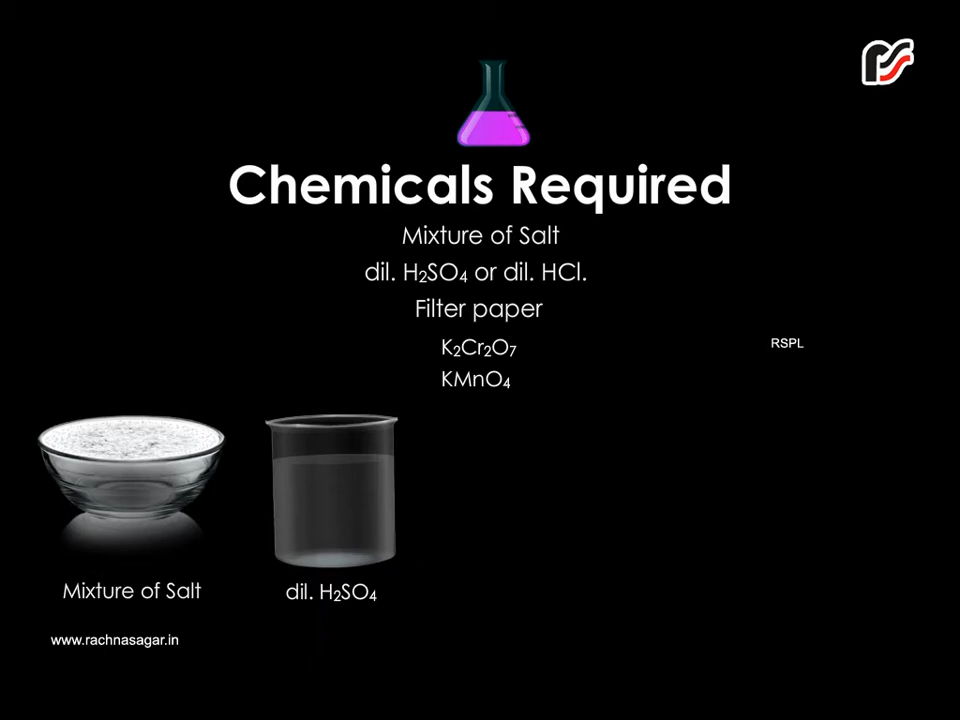 Chemicals Required
Mixture of Salt
dil. H₂SO₄ or dil. HCl.
Filter paper
K₂Cr₂O₇
KMnO₄
RSPL
Mixture of Salt
dil. H₂SO₄
www.rachnasagar.in